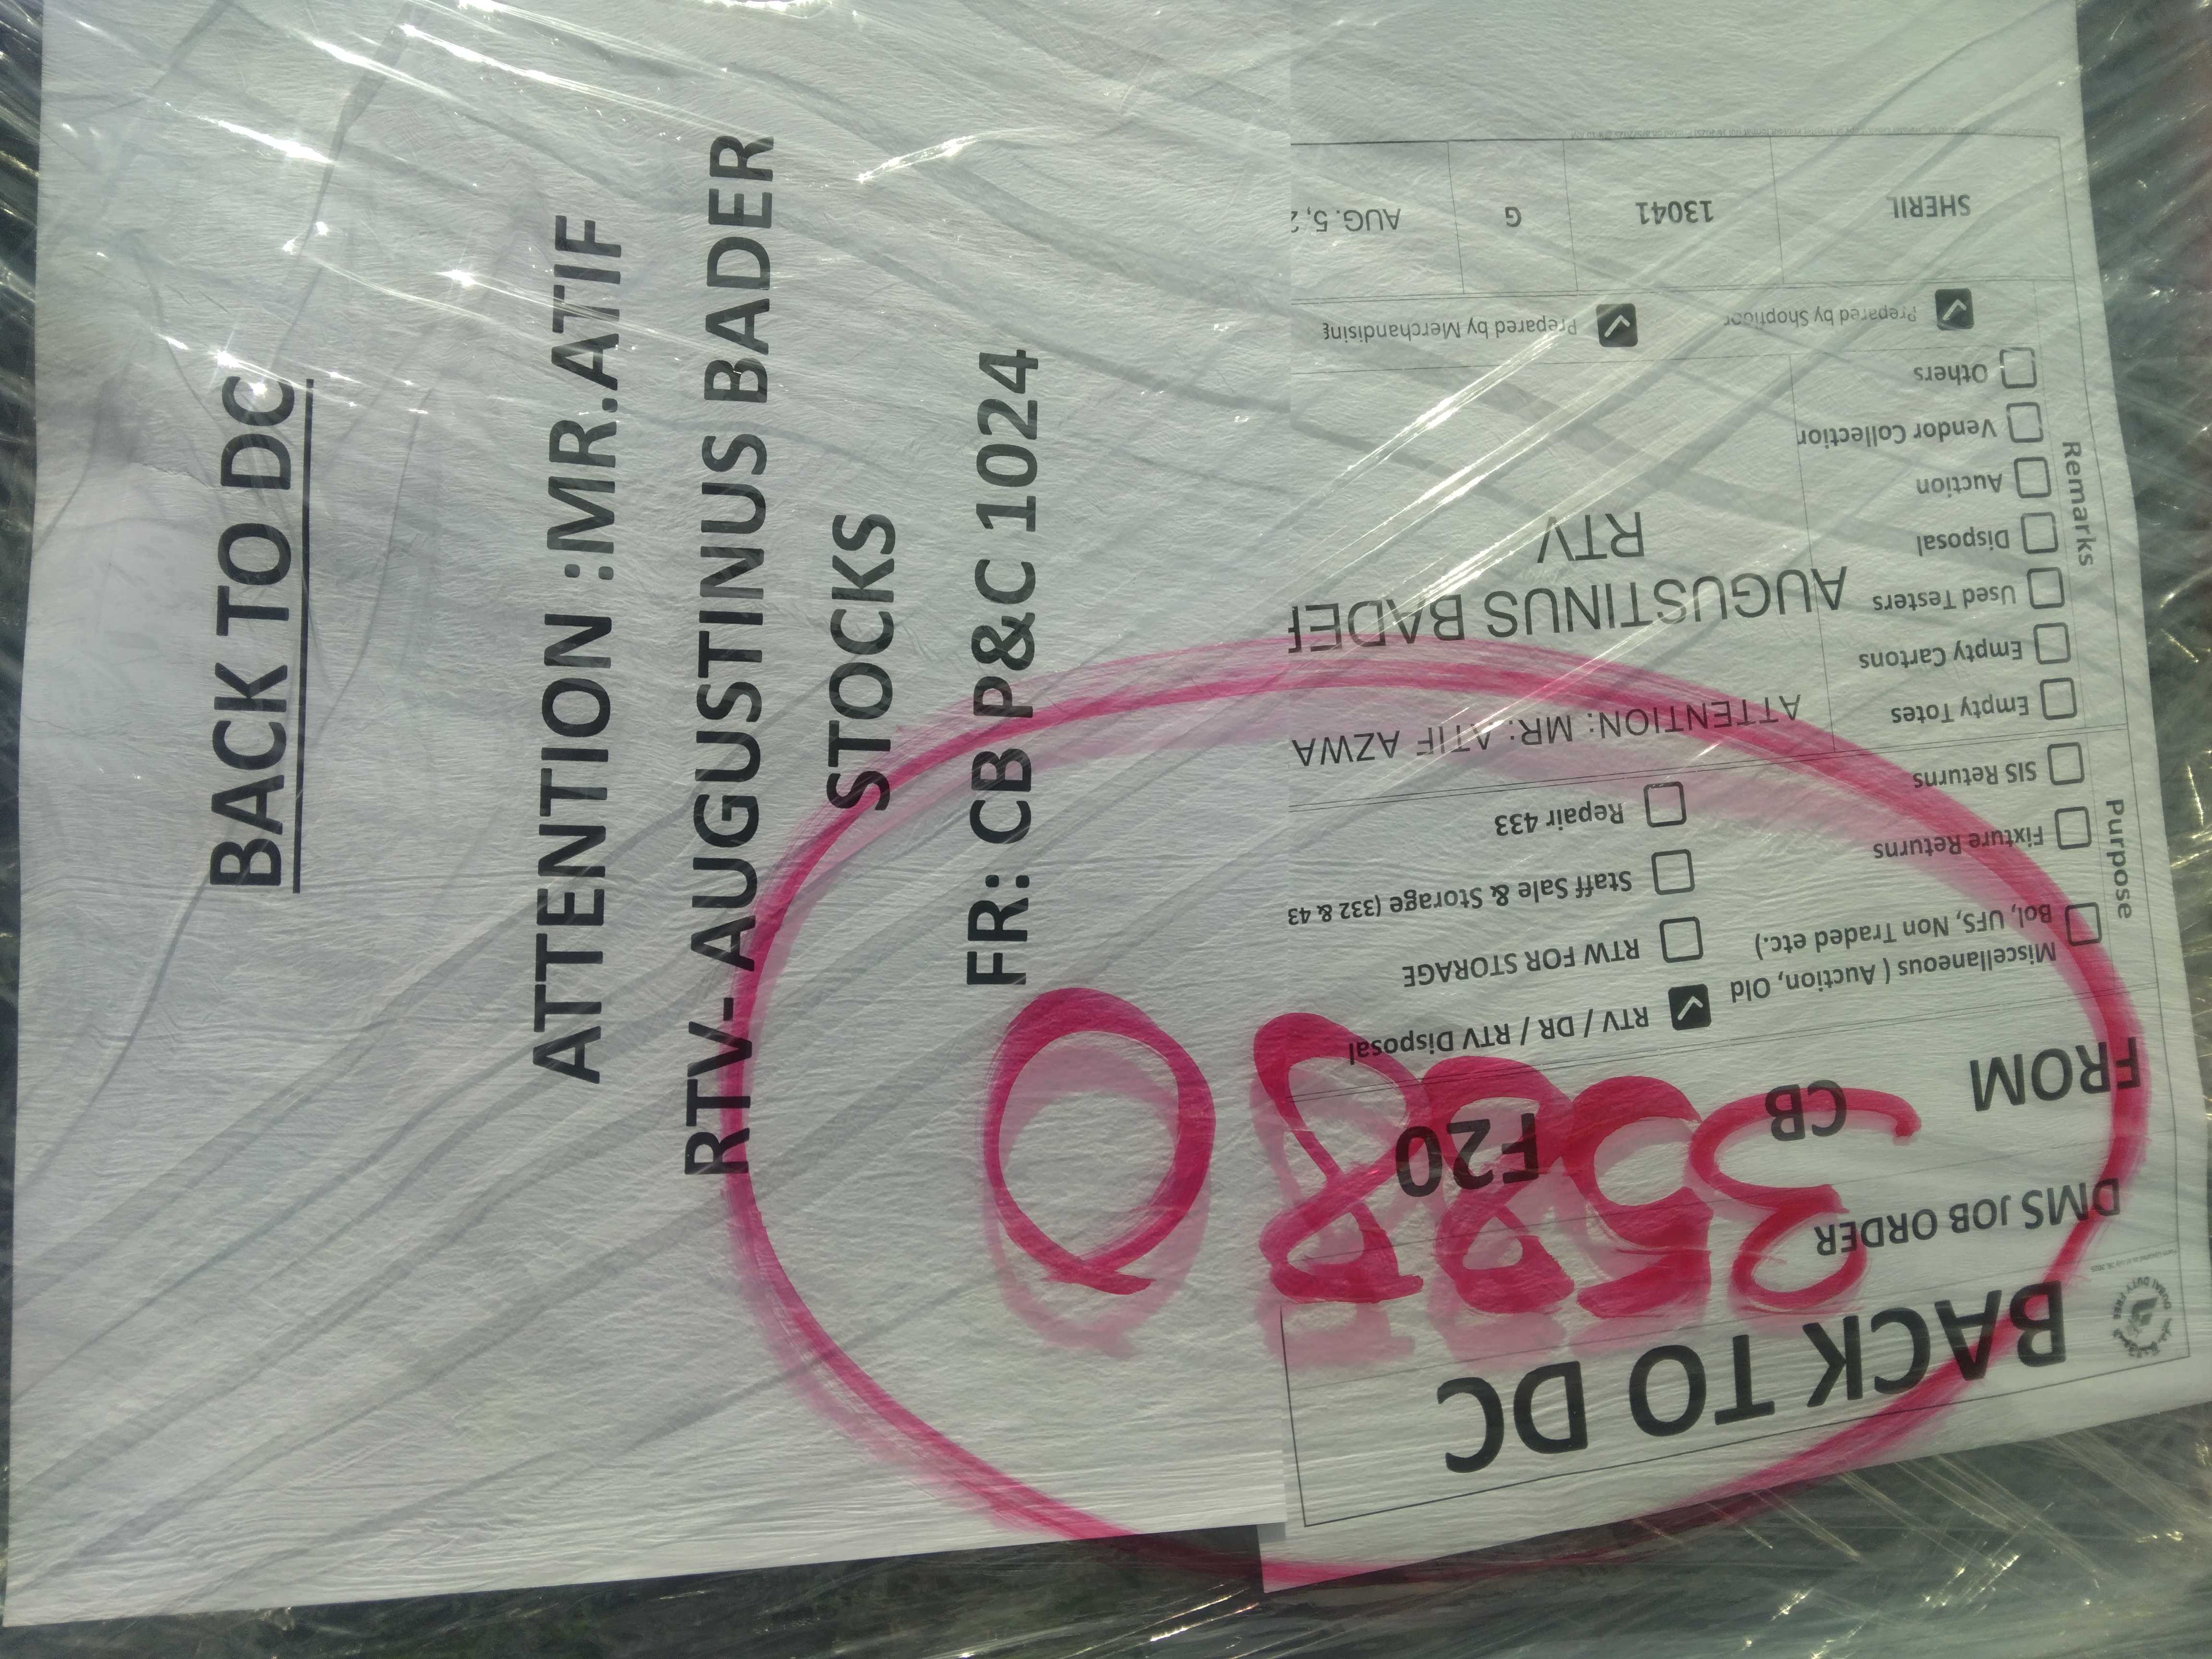 BACK TO DC
ATTENTION :MR.ATIF
RTV- AUGUSTINUS BADER
STOCKS
FR: CB P&C 1024
35880
BACK TO DC
DMS JOB ORDER
FROM CB F20
Purpose
Miscellaneous ( Auction, Old
Bol, UFS, Non Traded etc.)
Fixture Returns
SIS Returns
RTV / DR / RTV Disposal
RTW FOR STORAGE
Staff Sale & Storage (332 & 43
Repair 433
Remarks
Empty Totes
Empty Cartons
Used Testers
Disposal
Auction
Vendor Collection
Others
ATTENTION: MR. ATIF AZWA
AUGUSTINUS BADER
RTV
Prepared by Shopfloor Prepared by Merchandising
SHERIL 13041 G AUG. 5, 2